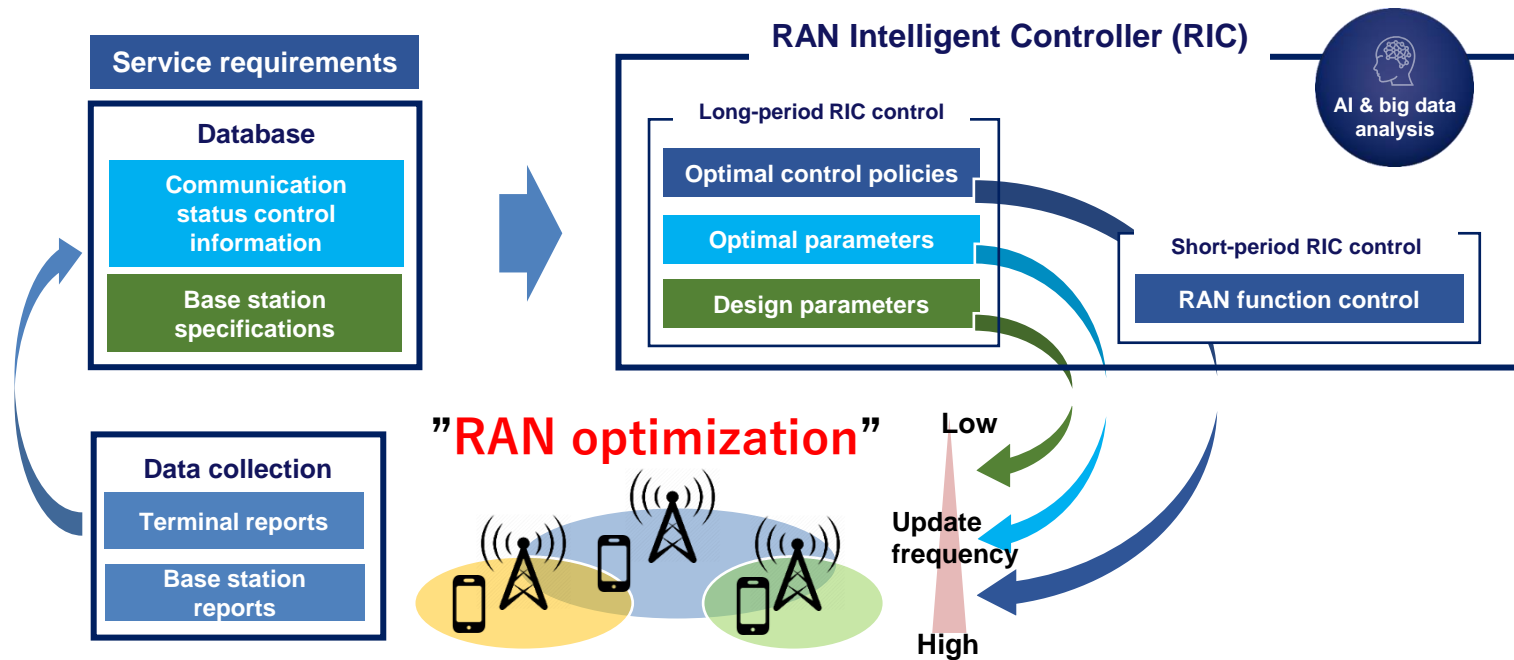 Service requirements
Database
Communication
status control
information
Base station
specifications
Data collection
Terminal reports
Base station
reports
RAN Intelligent Controller (RIC)
AI & big data
analysis
Long-period RIC control
Optimal control policies
Optimal parameters
Design parameters
Short-period RIC control
RAN function control
”RAN optimization”
Low
Update
frequency
High